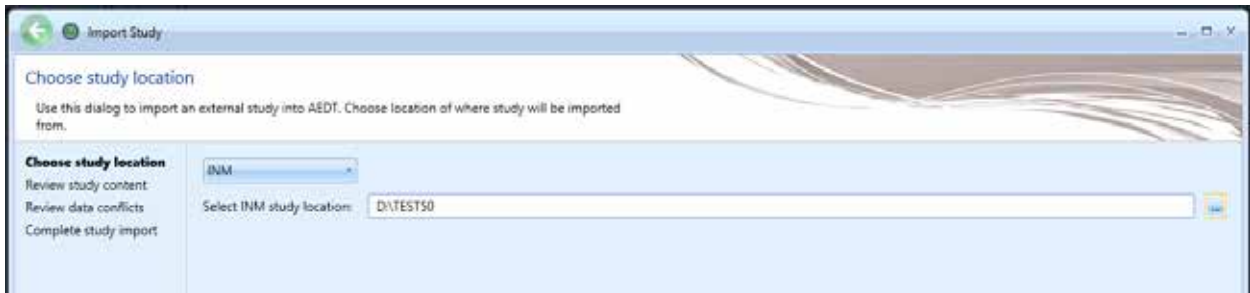 Import Study
Choose study location
Use this dialog to import an external study into AEDT. Choose location of where study will be imported
from.
Choose study location
INM
Review study content
Review data conflicts
Select INM study location:
D:\TEST50
Complete study import